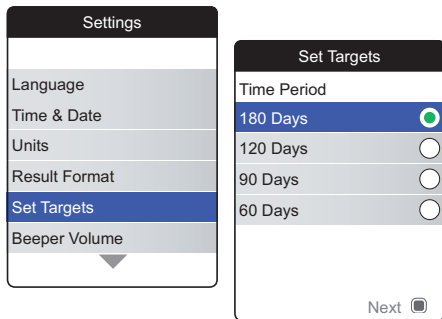 Settings
Language
Time & Date
Units
Result Format
Set Targets
Beeper Volume
Set Targets
Time Period
180 Days
120 Days
90 Days
60 Days
Next